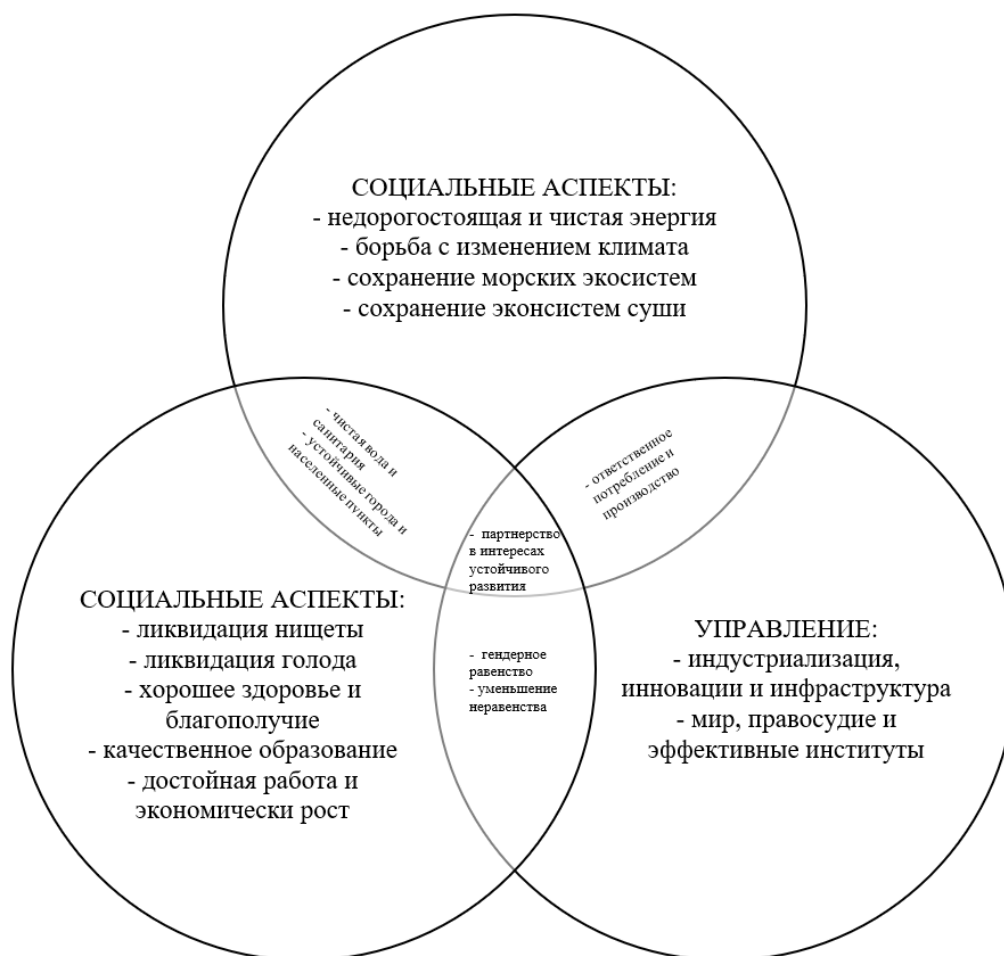 СОЦИАЛЬНЫЕ АСПЕКТЫ:
- недорогостоящая и чистая энергия
- борьба с изменением климата
- сохранение морских экосистем
- сохранение эконсистем суши
- чистая вода и
санитария
- устойчивые города и
населенные пункты
- ответственное
потребление и
производство
- партнерство
в интересах
устойчивого
развития
СОЦИАЛЬНЫЕ АСПЕКТЫ:
- ликвидация нищеты
- ликвидация голода
- хорошее здоровье и
благополучие
- качественное образование
- достойная работа и
экономически рост
- гендерное
равенство
- уменьшение
неравенства
УПРАВЛЕНИЕ:
- индустриализация,
инновации и инфраструктура
- мир, правосудие и
эффективные институты